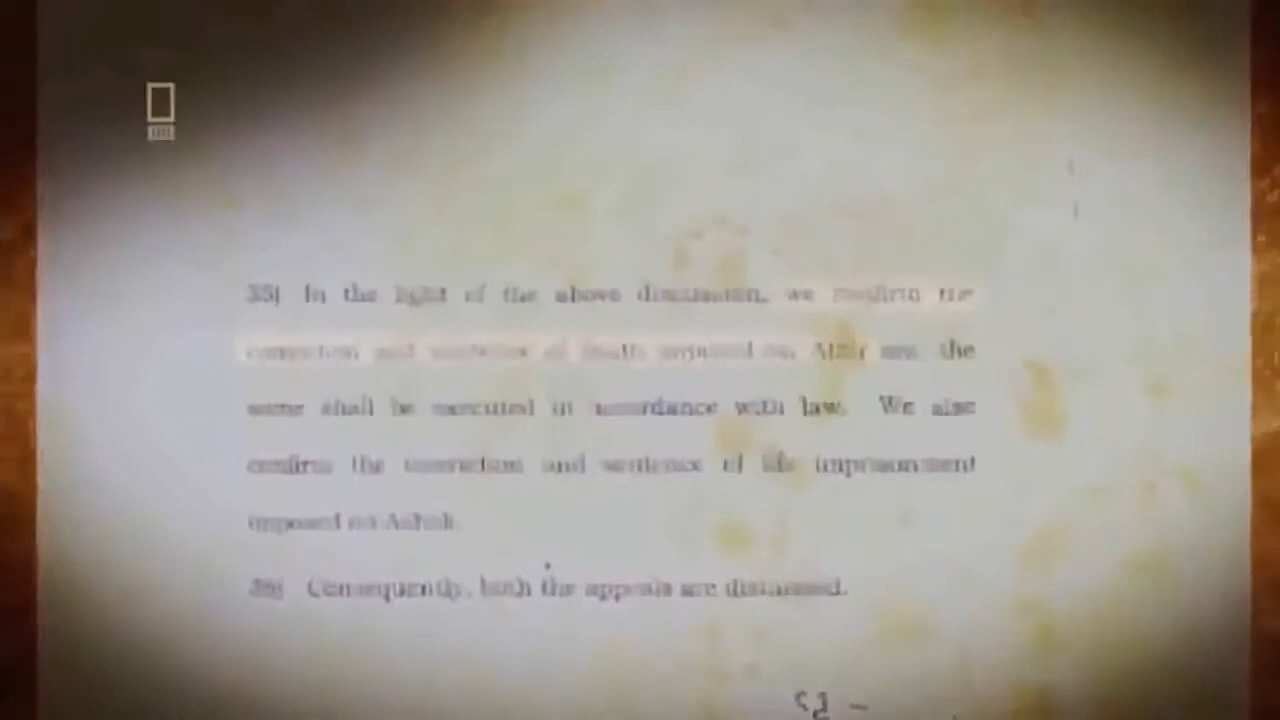 35) In the light of the above discussion, we confirm the
conviction and sentence of death imposed on and the
same shall be executed in accordance with law. We also
confirm the conviction and sentence of life imprisonment
imposed on
36) Consequently, both the appeals are dismissed.